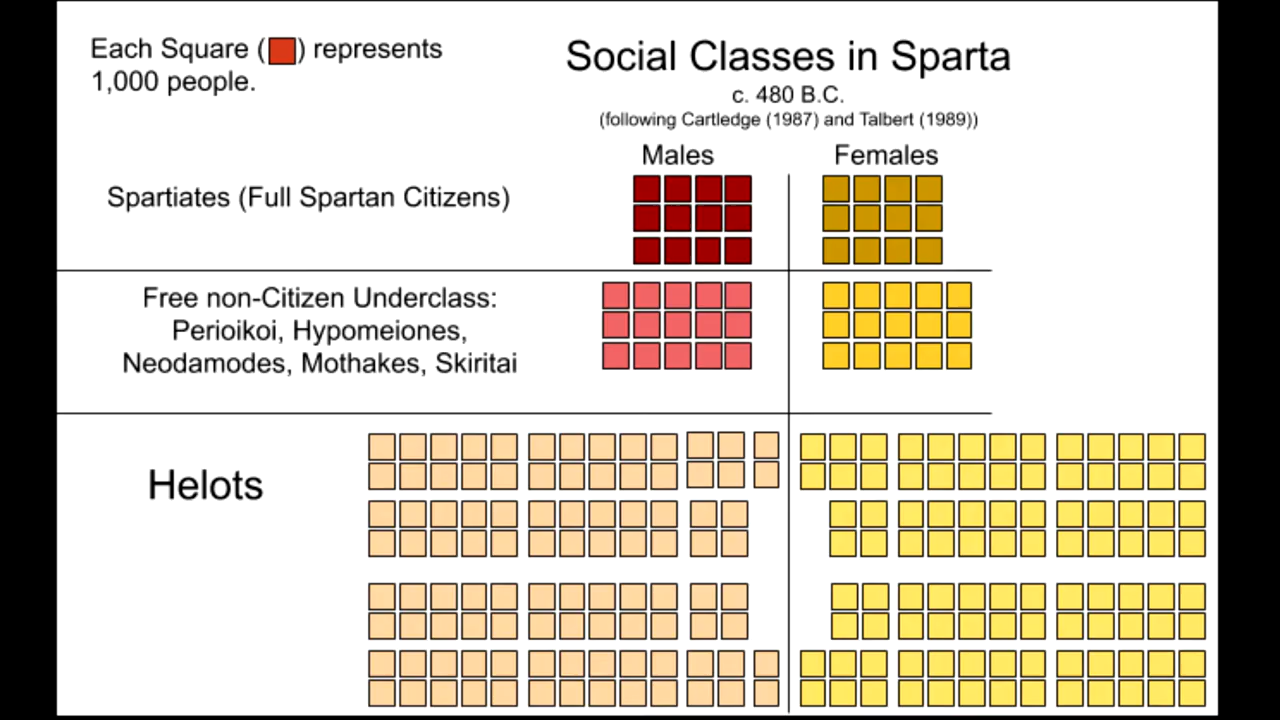 Each Square ( ) represents
1,000 people.
Social Classes in Sparta
c. 480 B.C.
(following Cartledge (1987) and Talbert (1989))
Males
Females
Spartiates (Full Spartan Citizens)
Free non-Citizen Underclass:
Perioikoi, Hypomeiones,
Neodamodes, Mothakes, Skiritai
Helots